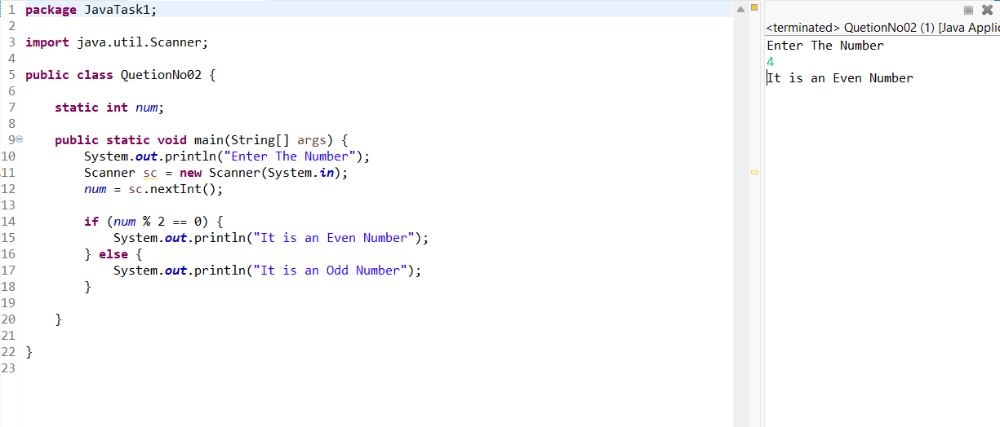 1 package JavaTask1;
2
3 import java.util.Scanner;
4
5 public class QuetionNo02 {
6
7 static int num;
8
9 public static void main(String[] args) {
10 System.out.println("Enter The Number");
11 Scanner sc = new Scanner(System.in);
12 num = sc.nextInt();
13
14 if (num % 2 == 0) {
15 System.out.println("It is an Even Number");
16 } else {
17 System.out.println("It is an Odd Number");
18 }
19
20 }
21
22 }
23
<terminated> QuetionNo02 (1) [Java Applic
Enter The Number
4
It is an Even Number